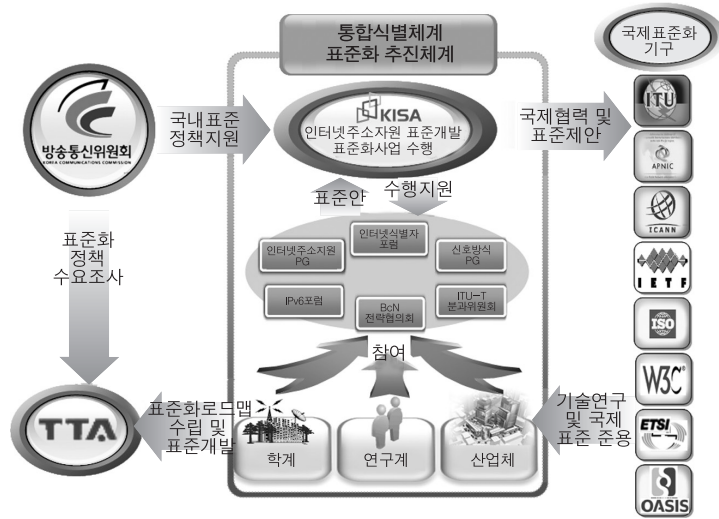 통합식별체계
표준화 추진체계
국제표준화
기구
방송통신위원회
KOREA COMMUNICATIONS COMMISSION
국내표준
정책지원
KISA
인터넷주소자원 표준개발
표준화사업 수행
국제협력 및
표준제안
ITU
APNIC
ICANN
IETF
ISO
W3C
ETSI
OASIS
표준안
수행지원
표준화
정책
수요조사
인터넷주소지원
PG
인터넷식별자
포럼
신호방식
PG
IPv6포럼
BcN
전략협의회
ITU-T
분과위원회
참여
TTA
표준화로드맵
수립 및
표준개발
기술연구
및 국제
표준 준용
학계
연구계
산업체